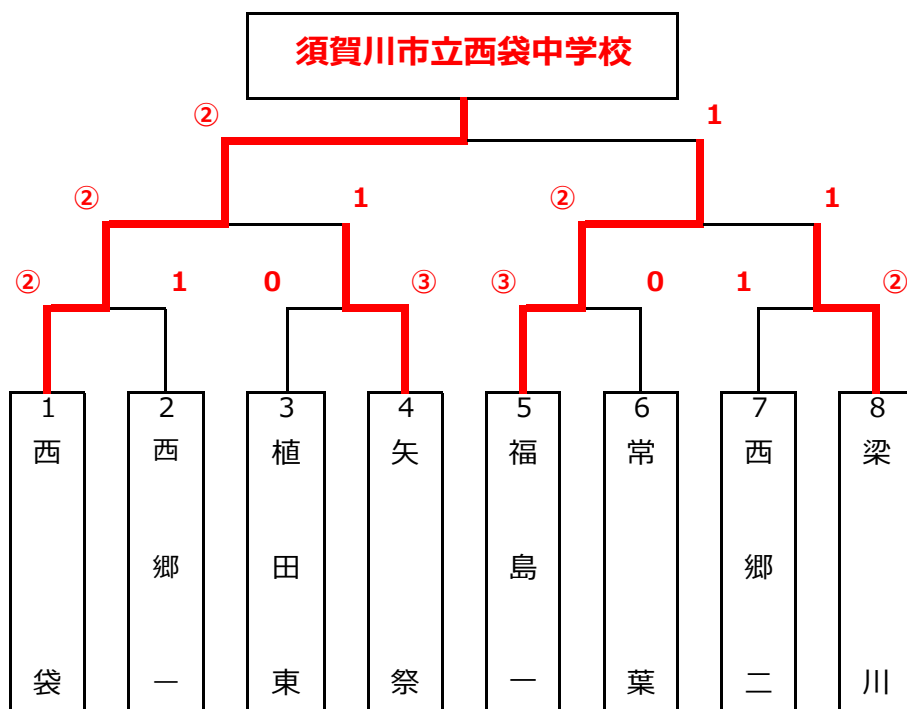 須賀川市立西袋中学校
② 1
② 1 ② 1
② 1 0 ③ ③ 0 1 ②
1 2 3 4 5 6 7 8
西袋
西郷一
植田東
矢祭
福島一
常葉
西郷二
梁川